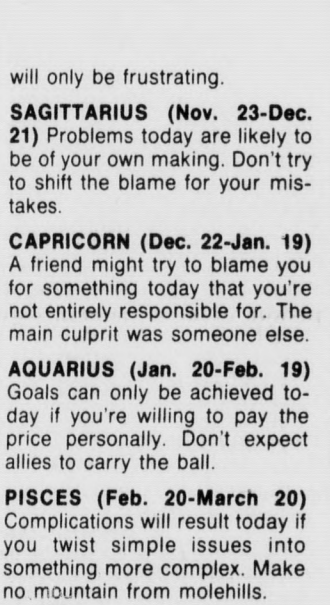 will only be frustrating.
SAGITTARIUS (Nov. 23-Dec.
21) Problems today are likely to
be of your own making. Don't try
to shift the blame for your mis-
takes.
CAPRICORN (Dec. 22-Jan. 19)
A friend might try to blame you
for something today that you're
not entirely responsible for. The
main culprit was someone else.
AQUARIUS (Jan. 20-Feb. 19)
Goals can only be achieved to-
day if you're willing to pay the
price personally. Don't expect
allies to carry the ball.
PISCES (Feb. 20-March 20)
Complications will result today if
you twist simple issues into
something more complex. Make
no mountain from molehills.